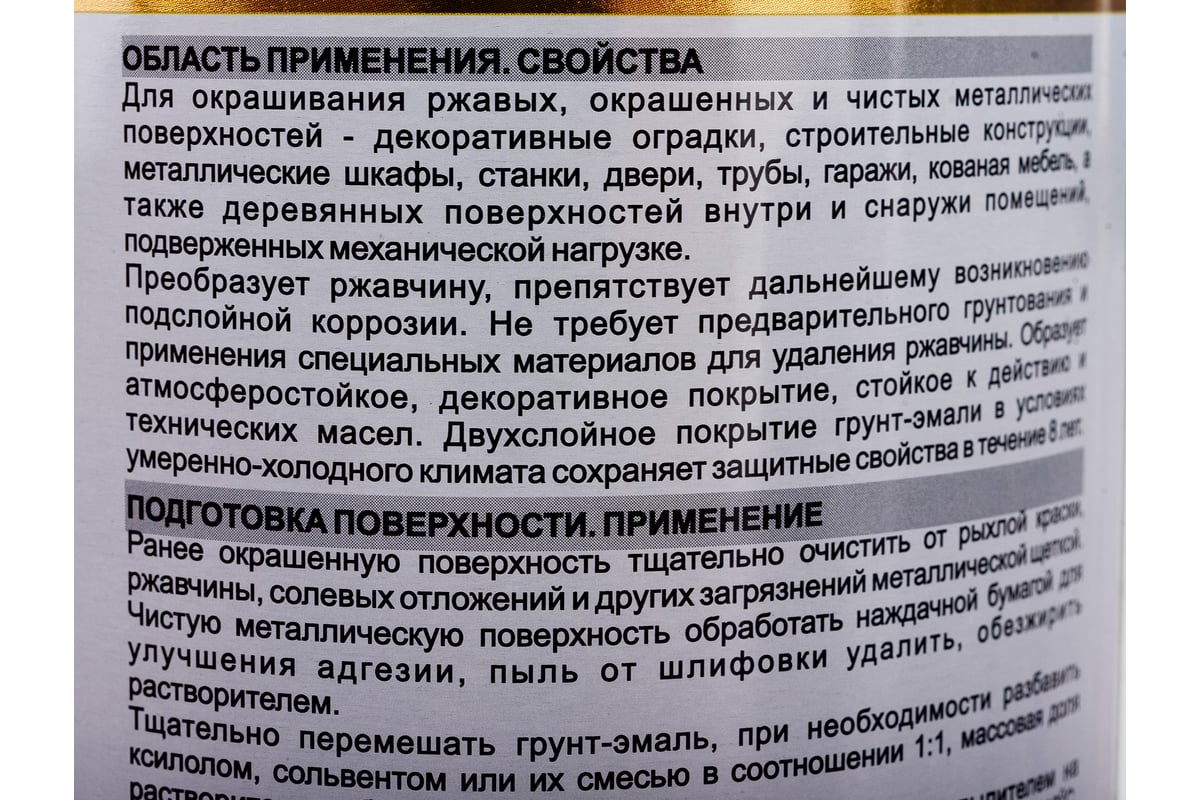 ОБЛАСТЬ ПРИМЕНЕНИЯ. СВОЙСТВА
Для окрашивания ржавых, окрашенных и чистых металлических
поверхностей - декоративные оградки, строительные конструкции,
металлические шкафы, станки, двери, трубы, гаражи, кованая мебель, а
также деревянных поверхностей внутри и снаружи помещений,
подверженных механической нагрузке.
Преобразует ржавчину, препятствует дальнейшему возникновению
подслойной коррозии. Не требует предварительного грунтования и
применения специальных материалов для удаления ржавчины. Образует
атмосферостойкое, декоративное покрытие, стойкое к действию и
технических масел. Двухслойное покрытие грунт-эмали в условиях
умеренно-холодного климата сохраняет защитные свойства в течение 8 лет.
ПОДГОТОВКА ПОВЕРХНОСТИ. ПРИМЕНЕНИЕ
Ранее окрашенную поверхность тщательно очистить от рыхлой краски,
ржавчины, солевых отложений и других загрязнений металлической щеткой.
Чистую металлическую поверхность обработать наждачной бумагой для
улучшения адгезии, пыль от шлифовки удалить, обезжирить
растворителем.
Тщательно перемешать грунт-эмаль, при необходимости разбавить
ксилолом, сольвентом или их смесью в соотношении 1:1, массовая доля